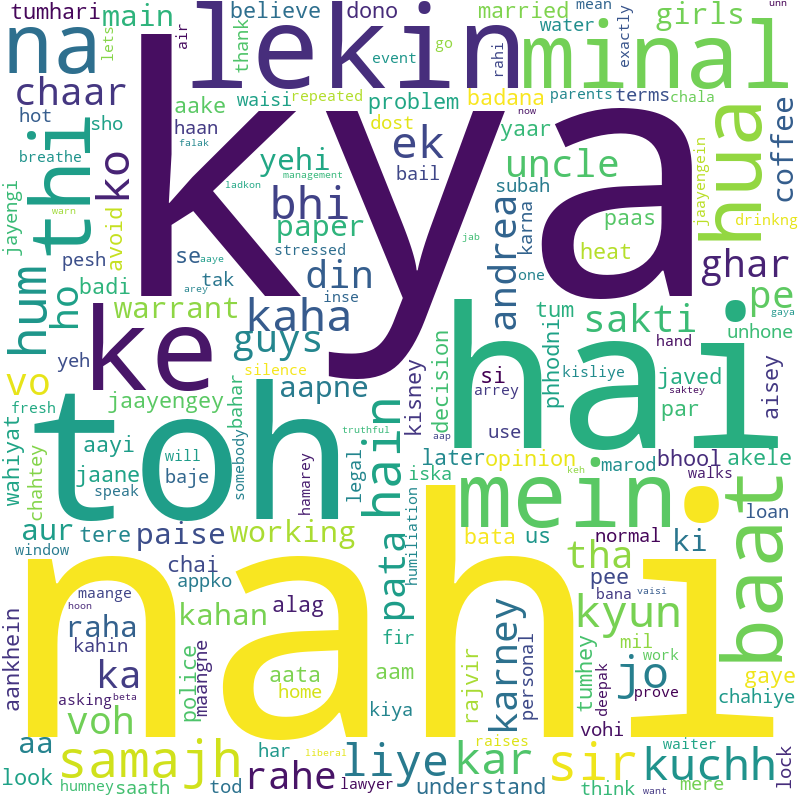 tumhari main lekin believe dono married girls mean unn
na lets air thank event go rahi minal water exactly
chaar aake waisi repeated problem badana parents terms chala
hot sho haan falak kya dost ek now yaar uncle coffee
breathe thi ko yehi management bail subah paas jaayengein hua
jayengi warn ladkon bhi paper stressed andrea karna drinkng
hum avoid pesh se aaye din jab one heat ghar
ho badi tak arey inse sakti pe
warrant kaha tum unhone gaya
yeh ke guys hai phhodni hand
vo silence aapne si kisliye javed aisey
fresh jaayengey bahar kisney decision arrey par saktey
wahiyat toh aayi will truthful aap use
chahtey jaane baje somebody hain later opinion marod bhool akele
speak hamarey legal iska keh walks
aur tere paise working pata mein baat loan
window chai humiliation bata us normal ki
maange appko nahi tha pee
hoon raha kahan alag fir karney kyun bana vaisi
aankhein kahin ka police maangne aata aam rajvir personal tumhey mil work jo gaye
asking beta home kiya deepak prove chahiye
voh vohi
aa samajh har liberal liye kar raises sir waiter kuchh
look humney saath tod rahe lawyer understand think want mere lock